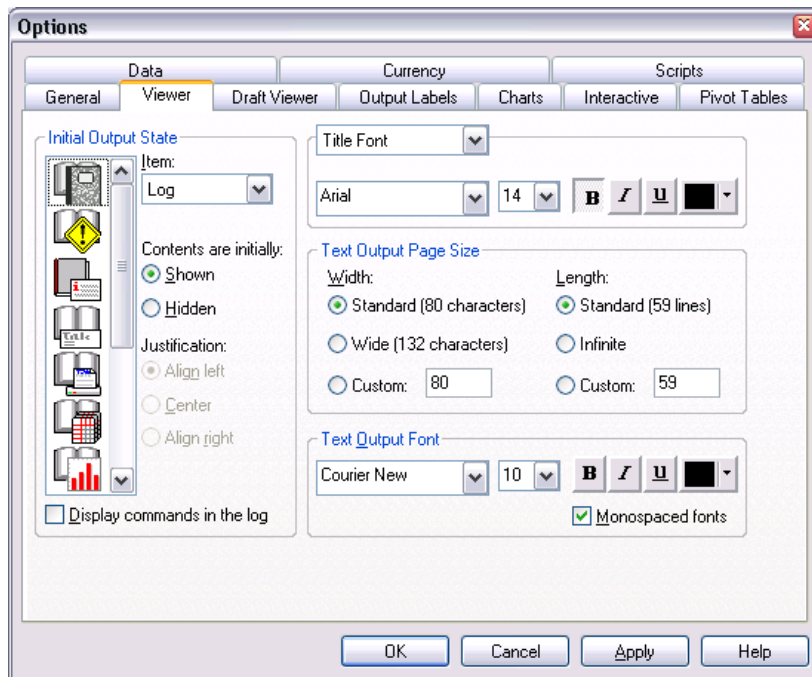 Options
Data Currency Scripts
General Viewer Draft Viewer Output Labels Charts Interactive Pivot Tables
Initial Output State
Item:
Log
Contents are initially:
Shown
Hidden
Justification:
Align left
Center
Align right
Display commands in the log
Title Font
Arial 14 B I U
Text Output Page Size
Width: Length:
Standard (80 characters) Standard (59 lines)
Wide (132 characters) Infinite
Custom: 80 Custom: 59
Text Output Font
Courier New 10 B I U
Monospaced fonts
OK Cancel Apply Help